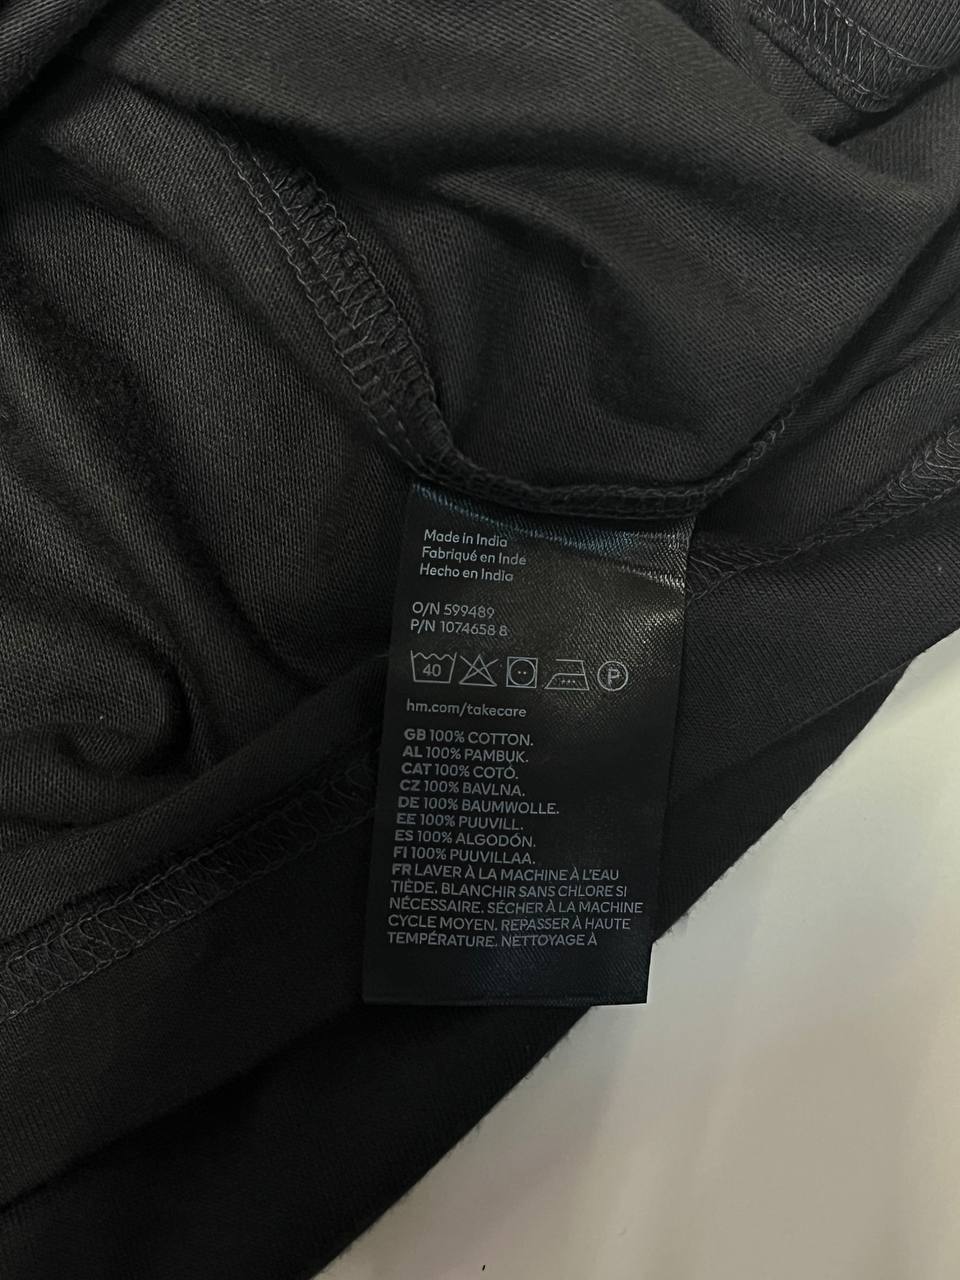 Made in India
Fabriqué en Inde
Hecho en India
O/N 599489
P/N 1074658 8
40 P
hm.com/takecare
GB 100% COTTON.
AL 100% PAMBUK.
CAT 100% COTÓ.
CZ 100% BAVLNA.
DE 100% BAUMWOLLE.
EE 100% PUUVILL.
ES 100% ALGODÓN.
FI 100% PUUVILLAA.
FR LAVER À LA MACHINE À L'EAU
TIÈDE. BLANCHIR SANS CHLORE SI
NÉCESSAIRE. SÉCHER À LA MACHINE
CYCLE MOYEN. REPASSER À HAUTE
TEMPÉRATURE. NETTOYAGE À